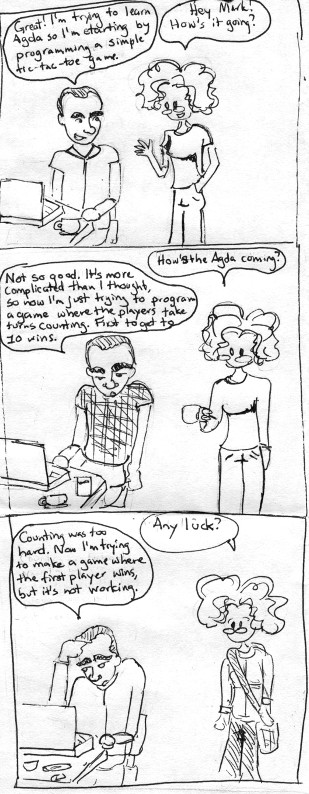 Hey Mark!
How's it going?
Great! I'm trying to learn
Agda so I'm starting by
programming a simple
tic-tac-toe game.
How's the Agda coming?
Not so good. It's more
complicated than I thought,
so now I'm just trying to program
a game where the players take
turns counting. First to get to
10 wins.
Any luck?
Counting was too
hard. Now I'm trying
to make a game where
the first player wins,
but it's not working.